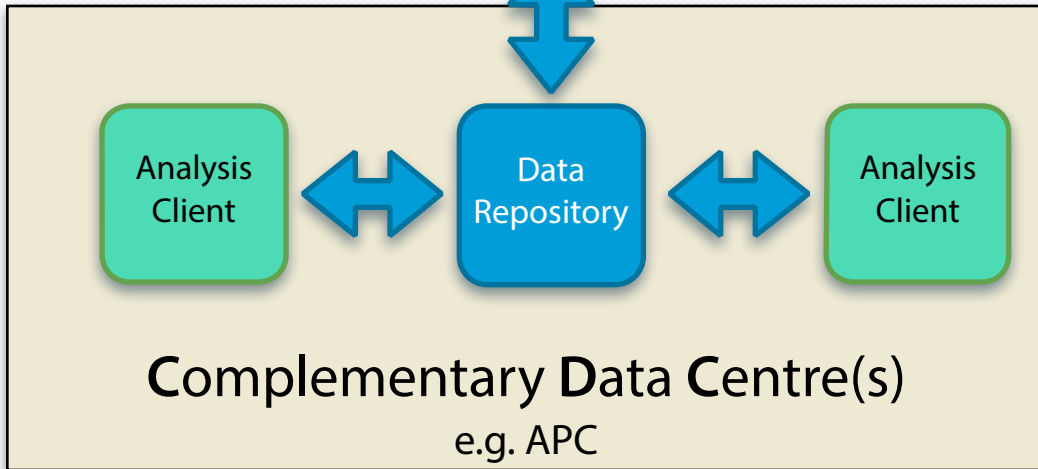 Analysis
Client
Data
Repository
Analysis
Client
Complementary Data Centre(s)
e.g. APC